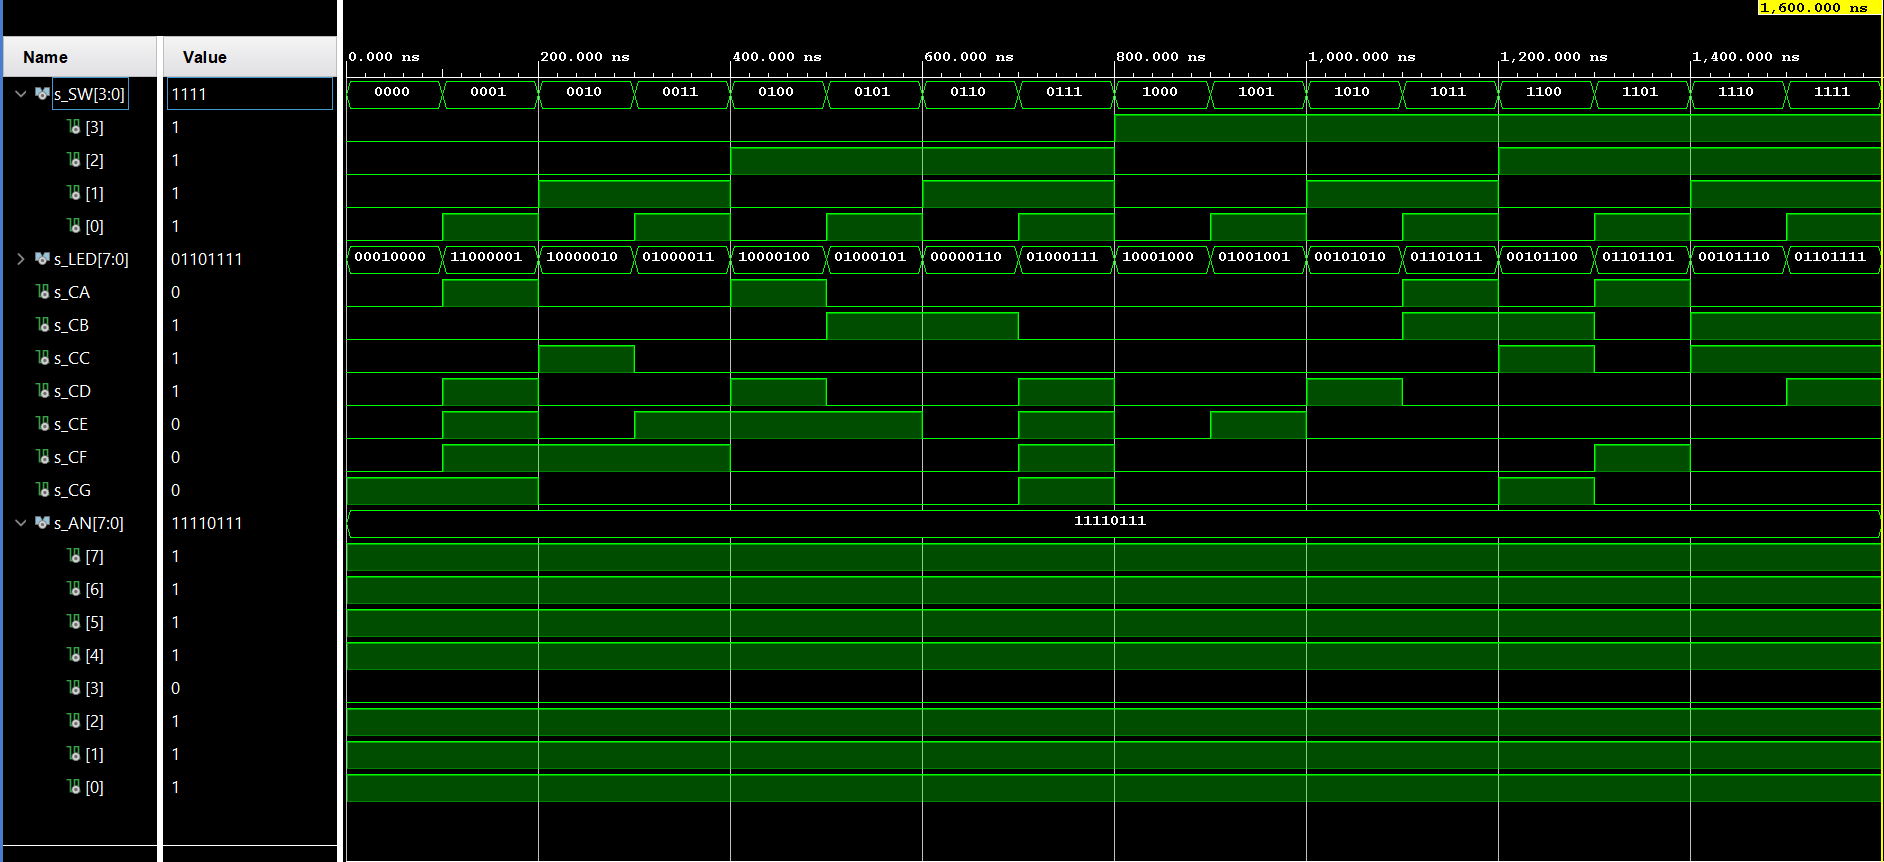 1,600.000 ns
Name Value 0.000 ns 200.000 ns 400.000 ns 600.000 ns 800.000 ns 1,000.000 ns 1,200.000 ns 1,400.000 ns
s_SW[3:0] 1111 0000 0001 0010 0011 0100 0101 0110 0111 1000 1001 1010 1011 1100 1101 1110 1111
[3] 1
[2] 1
[1] 1
[0] 1
s_LED[7:0] 01101111 00010000 11000001 10000010 01000011 10000100 01000101 00000110 01000111 10001000 01001001 00101010 01101011 00101100 01101101 00101110 01101111
s_CA 0
s_CB 1
s_CC 1
s_CD 1
s_CE 0
s_CF 0
s_CG 0
s_AN[7:0] 11110111 11110111
[7] 1
[6] 1
[5] 1
[4] 1
[3] 0
[2] 1
[1] 1
[0] 1